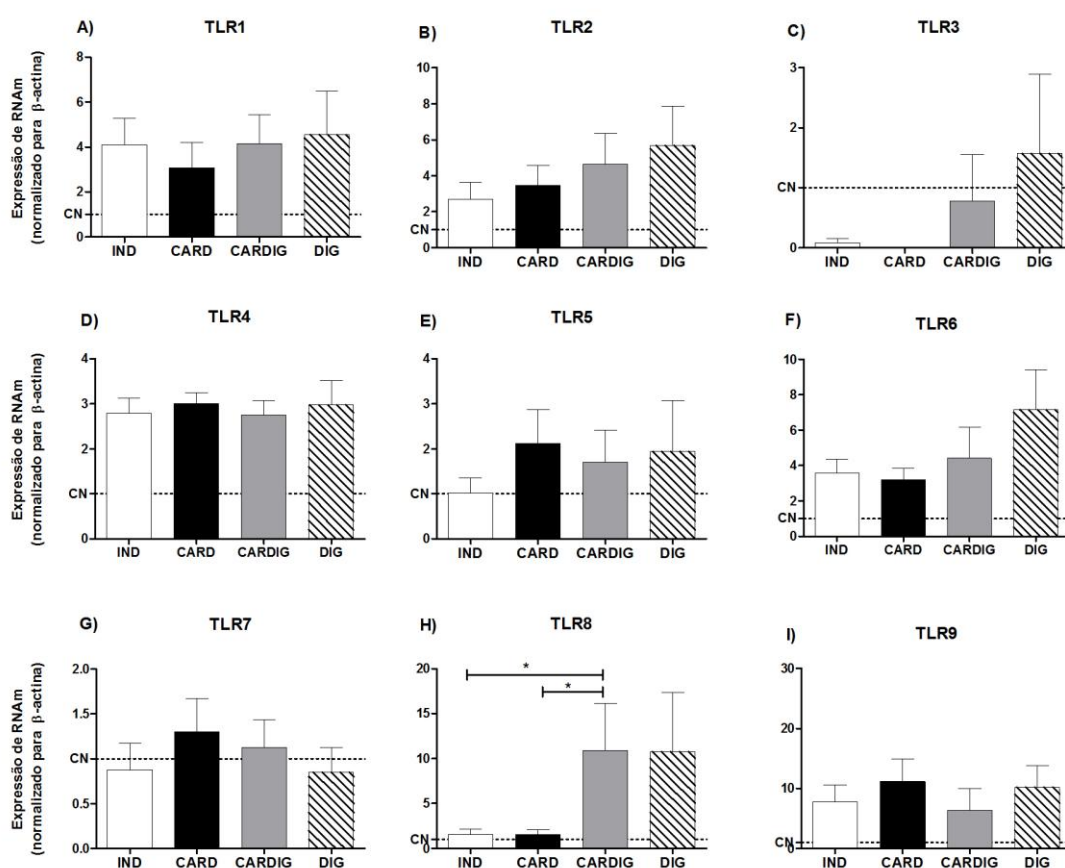 A) TLR1
Expressão de RNAm
(normalizado para β-actina)
8
6
4
2
CN
0
IND CARD CARDIG DIG
B) TLR2
10
8
6
4
2
CN
0
IND CARD CARDIG DIG
C) TLR3
3
2
CN
0
IND CARD CARDIG DIG
D) TLR4
Expressão de RNAm
(normalizado para β-actina)
4
3
2
CN
0
IND CARD CARDIG DIG
E) TLR5
4
3
2
CN
0
IND CARD CARDIG DIG
F) TLR6
10
8
6
4
2
CN
0
IND CARD CARDIG DIG
G) TLR7
Expressão de RNAm
(normalizado para β-actina)
2.0
1.5
CN
0.5
0.0
IND CARD CARDIG DIG
H) TLR8
20
15
10
5
CN
0
*
*
IND CARD CARDIG DIG
I) TLR9
30
20
10
CN
0
IND CARD CARDIG DIG